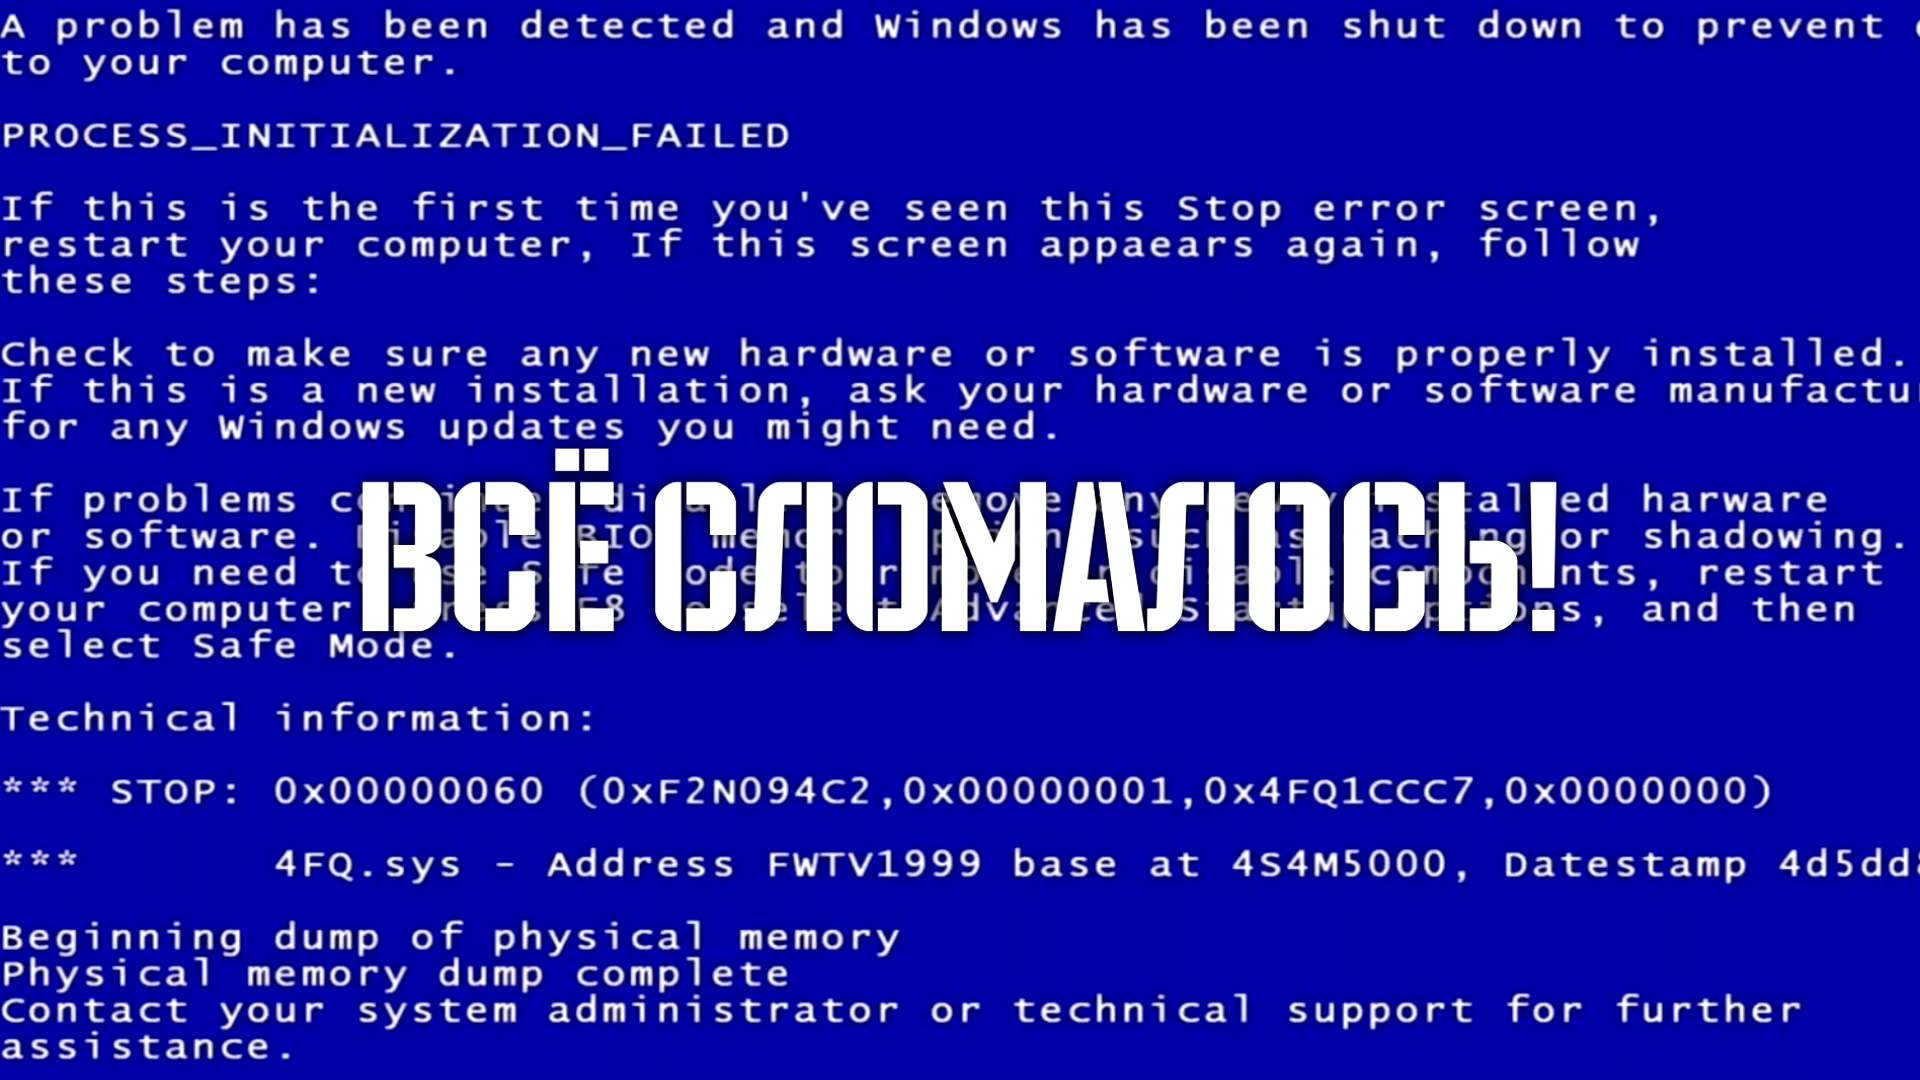 A problem has been detected and Windows has been shut down to prevent
to your computer.
PROCESS_INITIALIZATION_FAILED
If this is the first time you've seen this Stop error screen,
restart your computer, If this screen appaears again, follow
these steps:
Check to make sure any new hardware or software is properly installed.
If this is a new installation, ask your hardware or software
for any Windows updates you might need.
ВСЁ СЛОМАЛОСЬ!
If problems harware
or software. or shadowing.
If you need restart
your computer and then
select Safe Mode.
Technical information:
*** STOP: 0x00000060 (0xF2N094C2,0x00000001,0x4FQ1CCC7,0x0000000)
*** 4FQ.sys - Address FWTV1999 base at 4S4M5000, Datestamp 4d5dd
Beginning dump of physical memory
Physical memory dump complete
Contact your system administrator or technical support for further
assistance.